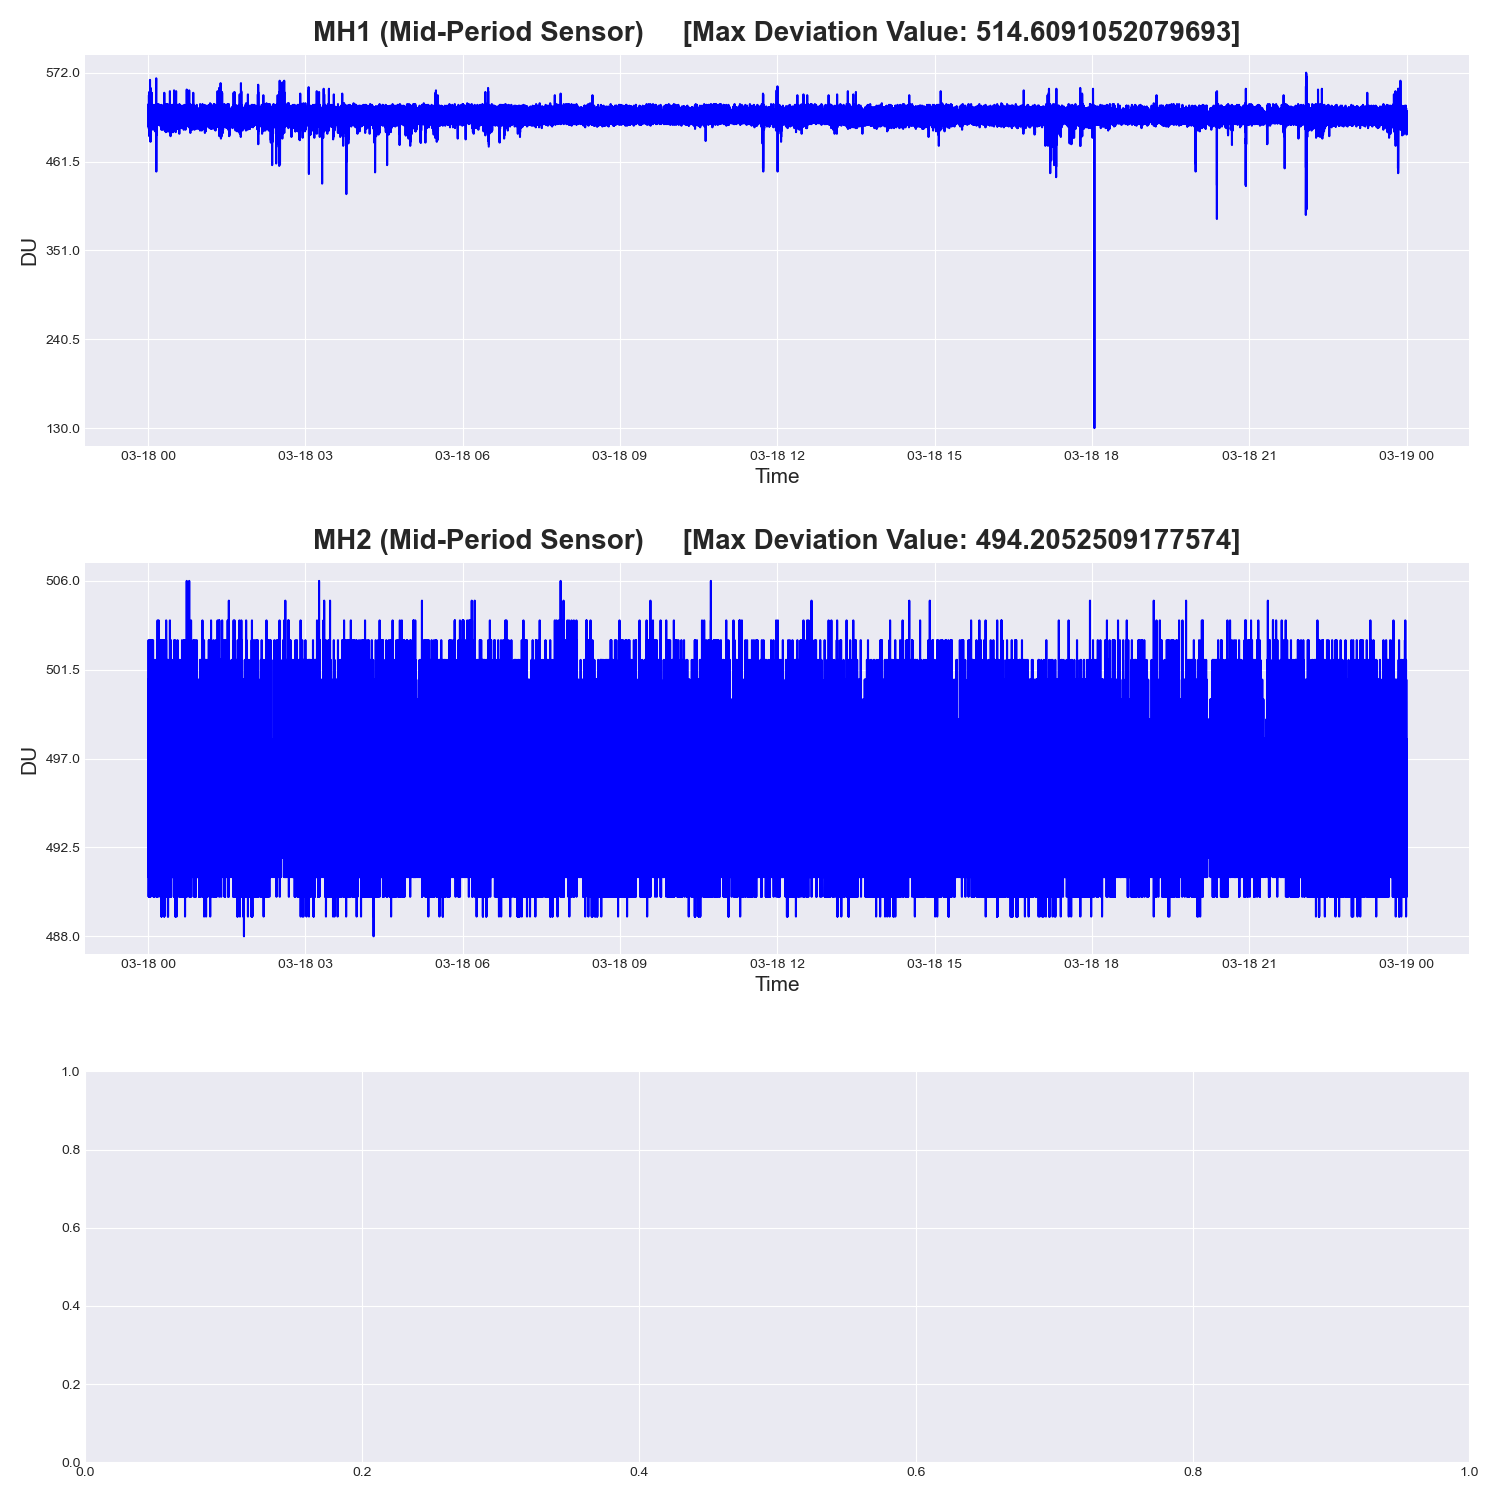 MH1 (Mid-Period Sensor) [Max Deviation Value: 514.6091052079693]
572.0
461.5
351.0
240.5
130.0
DU
03-18 00 03-18 03 03-18 06 03-18 09 03-18 12 03-18 15 03-18 18 03-18 21 03-19 00
Time
MH2 (Mid-Period Sensor) [Max Deviation Value: 494.2052509177574]
506.0
501.5
497.0
492.5
488.0
DU
03-18 00 03-18 03 03-18 06 03-18 09 03-18 12 03-18 15 03-18 18 03-18 21 03-19 00
Time
1.0
0.8
0.6
0.4
0.2
0.0
0.0 0.2 0.4 0.6 0.8 1.0